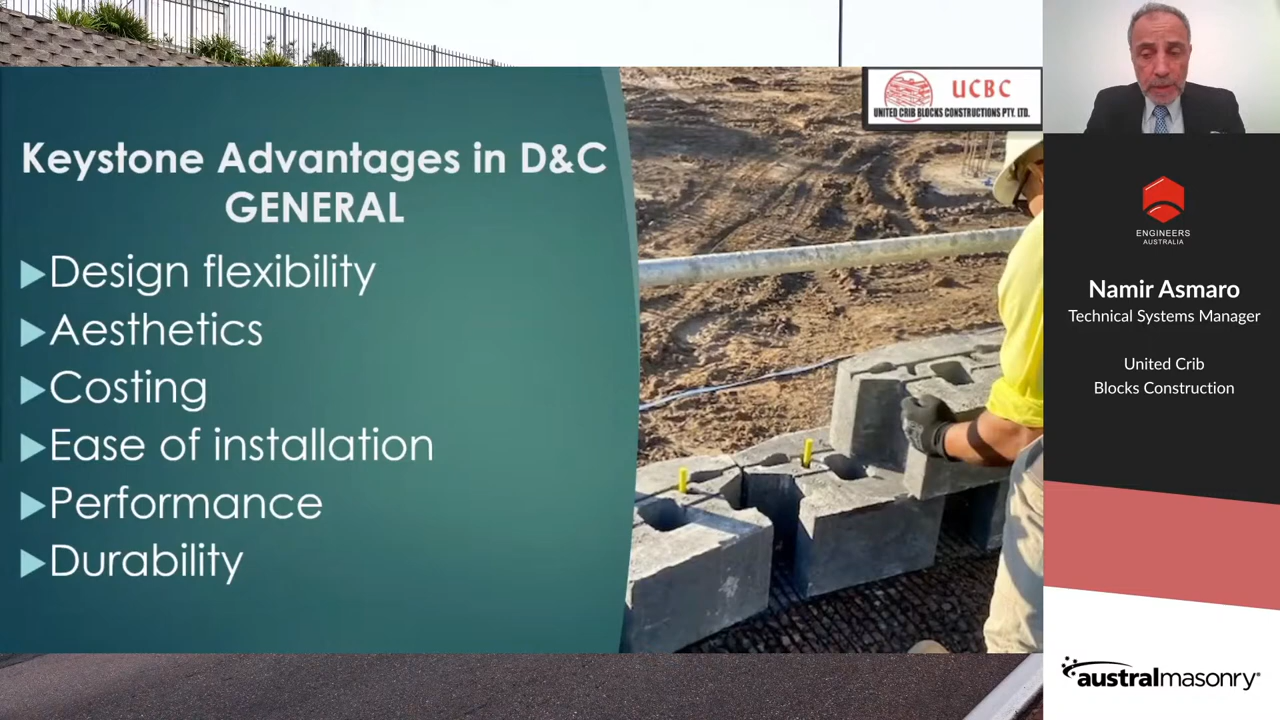 Keystone Advantages in D&C
GENERAL
Design flexibility
Aesthetics
Costing
Ease of installation
Performance
Durability
UCBC
UNITED CRIB BLOCKS CONSTRUCTIONS PTY. LTD.
ENGINEERS
AUSTRALIA
Namir Asmaro
Technical Systems Manager
United Crib
Blocks Construction
australmasonry®